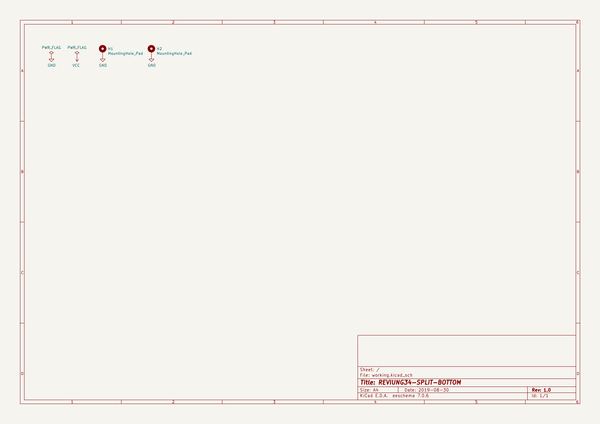 1 2 3 4 5 6
PWR_FLAG PWR_FLAG H1 H2
MountingHole_Pad MountingHole_Pad
GND VCC GND GND
A A
B B
C C
D D
Sheet: /
File: working.kicad_sch
Title: REVIUNG34-SPLIT-BOTTOM
Size: A4 Date: 2019-08-30 Rev: 1.0
KiCad E.D.A. eeschema 7.0.6 Id: 1/1
1 2 3 4 5 6